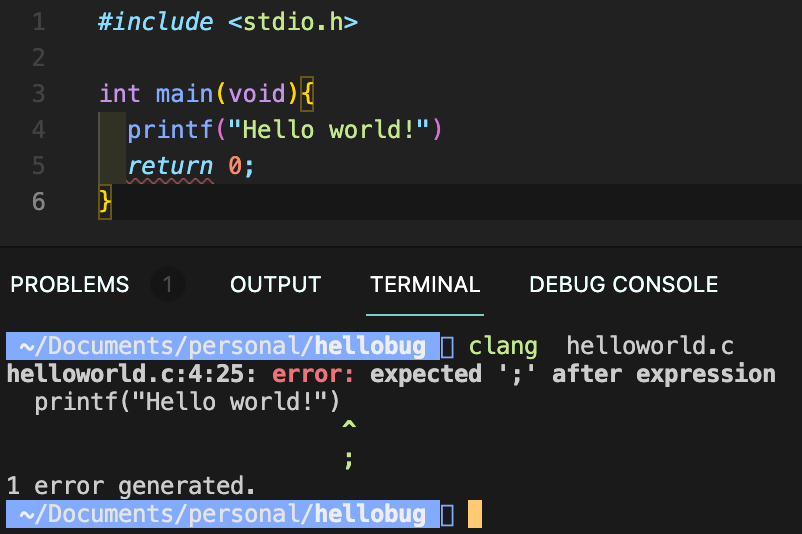 1 #include <stdio.h>
2
3 int main(void){
4   printf("Hello world!")
5   return 0;
6 }
PROBLEMS 1 OUTPUT TERMINAL DEBUG CONSOLE
~/Documents/personal/hellobug clang  helloworld.c
helloworld.c:4:25: error: expected ';' after expression
  printf("Hello world!")
                        ^
                        ;
1 error generated.
~/Documents/personal/hellobug